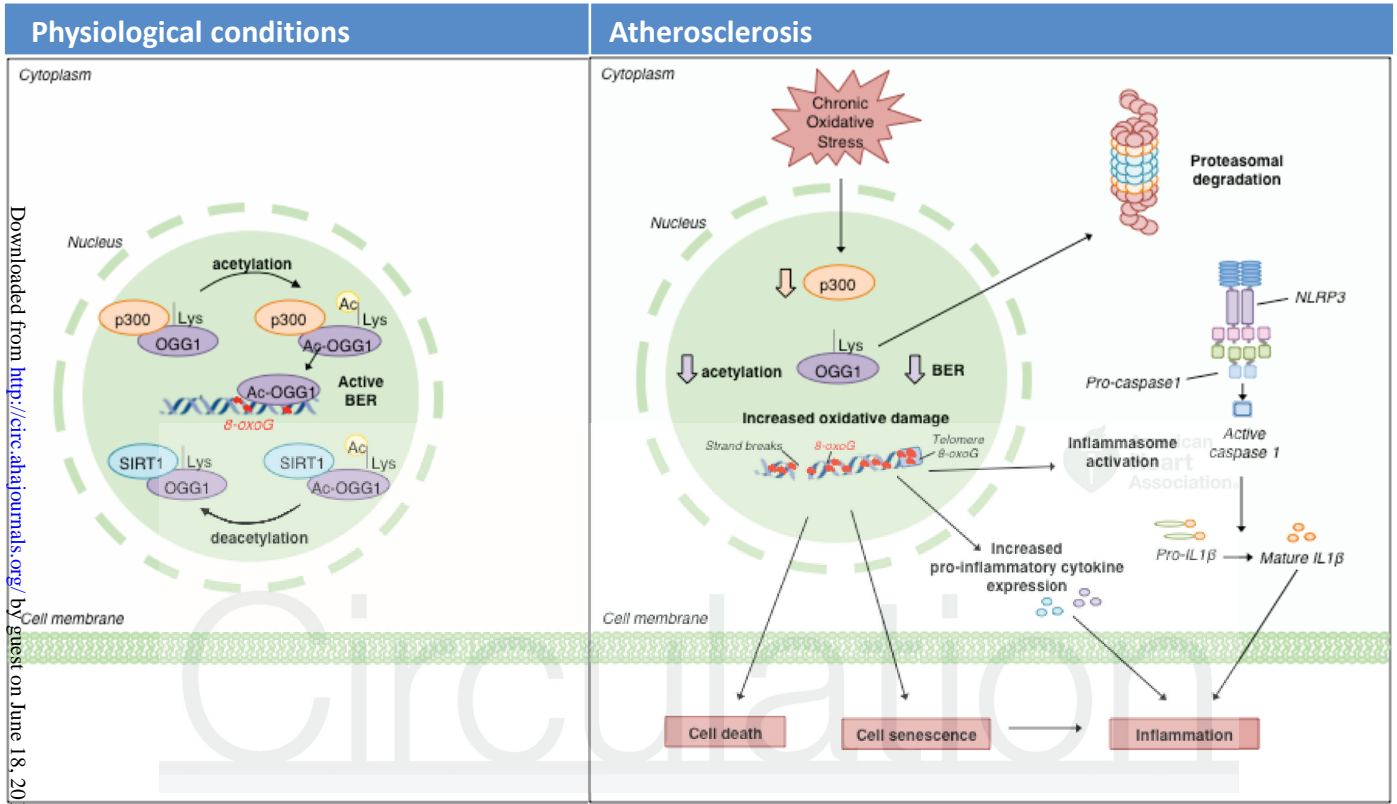 Physiological conditions
Atherosclerosis
Cytoplasm
Nucleus
acetylation
p300
Lys
OGG1
p300
Ac
Lys
Ac-OGG1
Ac-OGG1
Active
BER
8-oxoG
SIRT1
Lys
OGG1
SIRT1
Ac
Lys
Ac-OGG1
deacetylation
Cell membrane
Cytoplasm
Chronic
Oxidative
Stress
Nucleus
p300
Lys
OGG1
acetylation
BER
Increased oxidative damage
Strand breaks
8-oxoG
Telomere
8-oxoG
Proteasomal
degradation
NLRP3
Pro-caspase1
Active
caspase 1
Inflammasome
activation
Pro-IL1β
Mature IL1β
Increased
pro-inflammatory cytokine
expression
Cell membrane
Cell death
Cell senescence
Inflammation
American
Heart
Association®
Circulation
Downloaded from http://circ.ahajournals.org/ by guest on June 18, 20